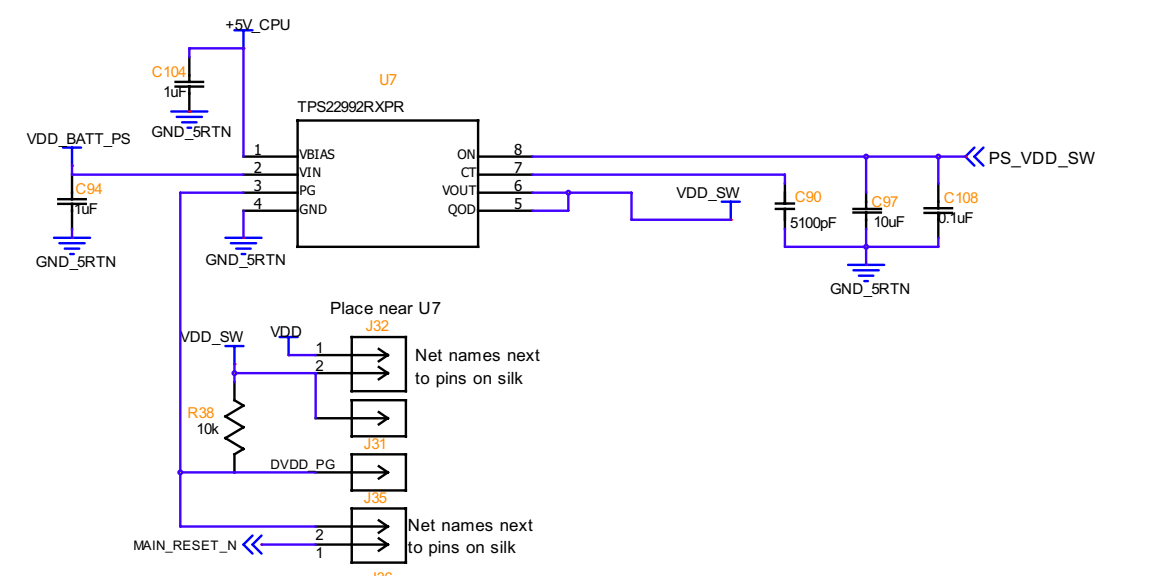 +5V_CPU
C104
1uF
GND_5RTN
U7
TPS22992RXPR
VDD_BATT_PS
C94
1uF
GND_5RTN
1
VBIAS
2
VIN
3
PG
4
GND
GND_5RTN
ON
8
CT
7
VOUT
6
QOD
5
PS_VDD_SW
VDD_SW
C90
5100pF
C97
10uF
C108
0.1uF
GND_5RTN
Place near U7
J32
VDD_SW
VDD
1
2
Net names next
to pins on silk
R38
10k
J31
DVDD_PG
J35
2
1
Net names next
to pins on silk
MAIN_RESET_N